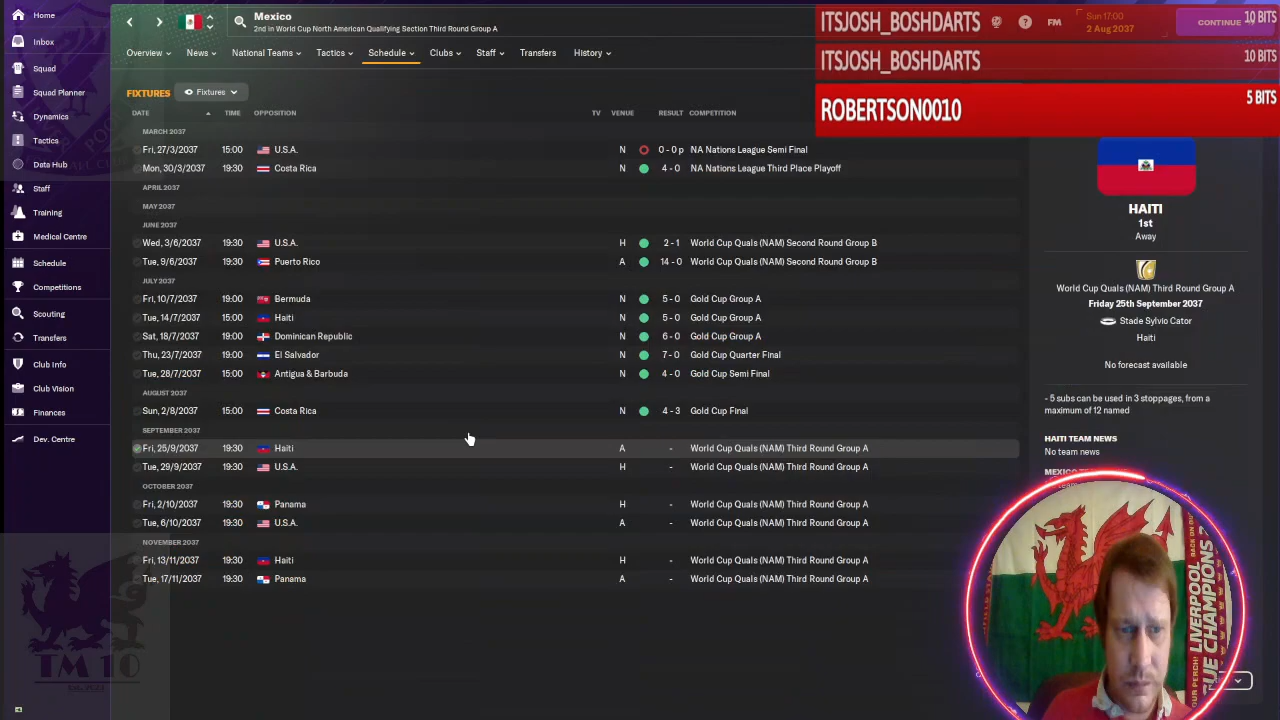 Home
Inbox
Squad
Squad Planner
Dynamics
Tactics
Data Hub
Staff
Training
Medical Centre
Schedule
Competitions
Scouting
Transfers
Club Info
Club Vision
Finances
Dev. Centre
TM 10
Mexico
2nd in World Cup North American Qualifying Section Third Round Group A
Overview News National Teams Tactics Schedule Clubs Staff Transfers History
FM
Sun 17:00
2 Aug 2037
CONTINUE
ITSJOSH_BOSHDARTS 10 BITS
ITSJOSH_BOSHDARTS 10 BITS
ROBERTSON0010 5 BITS
FIXTURES Fixtures
DATE TIME OPPOSITION TV VENUE RESULT COMPETITION
MARCH 2037
Fri, 27/3/2037 15:00 U.S.A. N 0 - 0 p NA Nations League Semi Final
Mon, 30/3/2037 19:30 Costa Rica N 4 - 0 NA Nations League Third Place Playoff
APRIL 2037
MAY 2037
JUNE 2037
Wed, 3/6/2037 19:30 U.S.A. H 2 - 1 World Cup Quals (NAM) Second Round Group B
Tue, 9/6/2037 19:30 Puerto Rico A 14 - 0 World Cup Quals (NAM) Second Round Group B
JULY 2037
Fri, 10/7/2037 19:00 Bermuda N 5 - 0 Gold Cup Group A
Tue, 14/7/2037 15:00 Haiti N 5 - 0 Gold Cup Group A
Sat, 18/7/2037 19:00 Dominican Republic N 6 - 0 Gold Cup Group A
Thu, 23/7/2037 19:00 El Salvador N 7 - 0 Gold Cup Quarter Final
Tue, 28/7/2037 15:00 Antigua & Barbuda N 4 - 0 Gold Cup Semi Final
AUGUST 2037
Sun, 2/8/2037 15:00 Costa Rica N 4 - 3 Gold Cup Final
SEPTEMBER 2037
Fri, 25/9/2037 19:30 Haiti A - World Cup Quals (NAM) Third Round Group A
Tue, 29/9/2037 19:30 U.S.A. H - World Cup Quals (NAM) Third Round Group A
OCTOBER 2037
Fri, 2/10/2037 19:30 Panama H - World Cup Quals (NAM) Third Round Group A
Tue, 6/10/2037 19:30 U.S.A. A - World Cup Quals (NAM) Third Round Group A
NOVEMBER 2037
Fri, 13/11/2037 19:30 Haiti H - World Cup Quals (NAM) Third Round Group A
Tue, 17/11/2037 19:30 Panama A - World Cup Quals (NAM) Third Round Group A
HAITI
1st
Away
World Cup Quals (NAM) Third Round Group A
Friday 25th September 2037
Stade Sylvio Cator
Haiti
No forecast available
- 5 subs can be used in 3 stoppages, from a
maximum of 12 named
HAITI TEAM NEWS
No team news
LIVERPOOL
CHAMPIONS